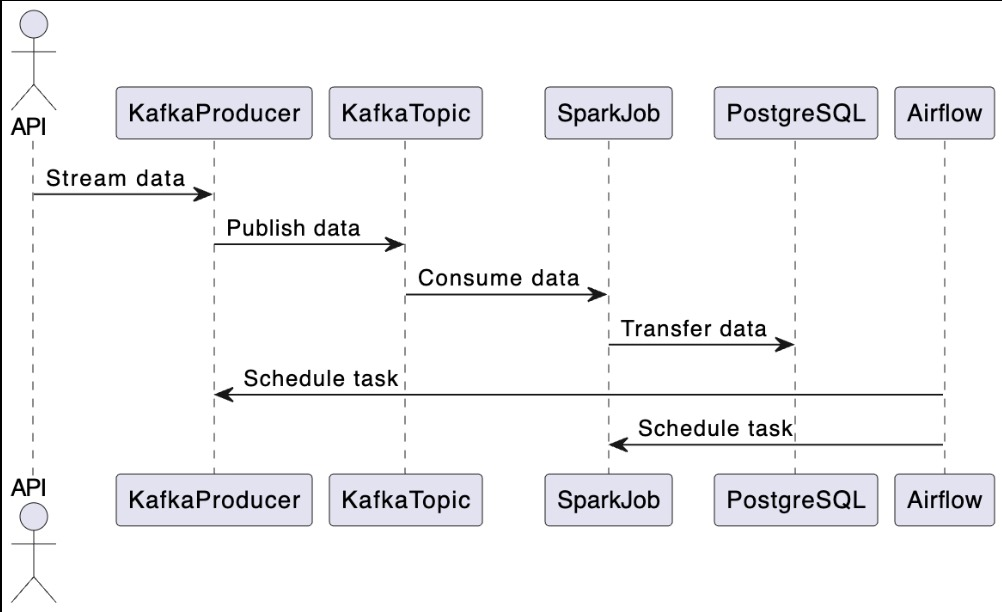 API
KafkaProducer
KafkaTopic
SparkJob
PostgreSQL
Airflow
Stream data
Publish data
Consume data
Transfer data
Schedule task
Schedule task
API
KafkaProducer
KafkaTopic
SparkJob
PostgreSQL
Airflow